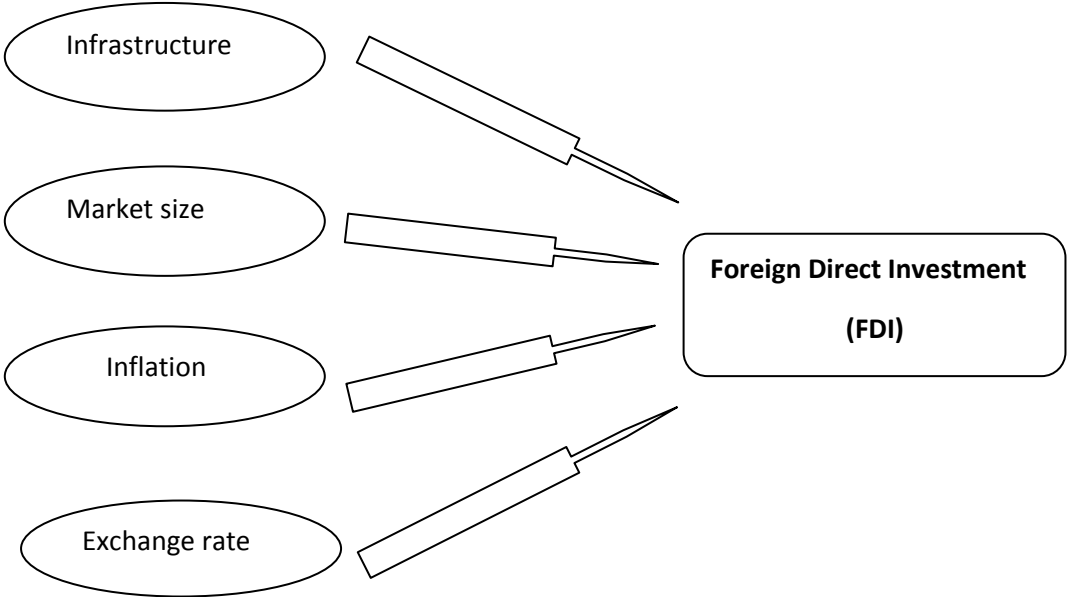 Infrastructure
Market size
Foreign Direct Investment
(FDI)
Inflation
Exchange rate